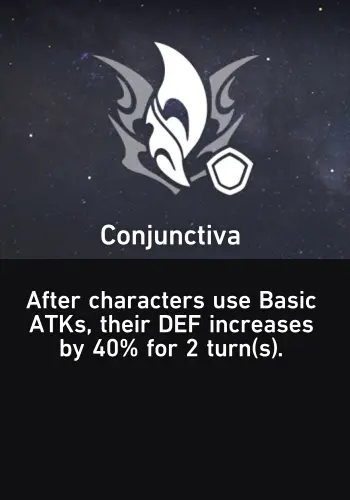 Conjunctiva
After characters use Basic
ATKs, their DEF increases
by 40% for 2 turn(s).